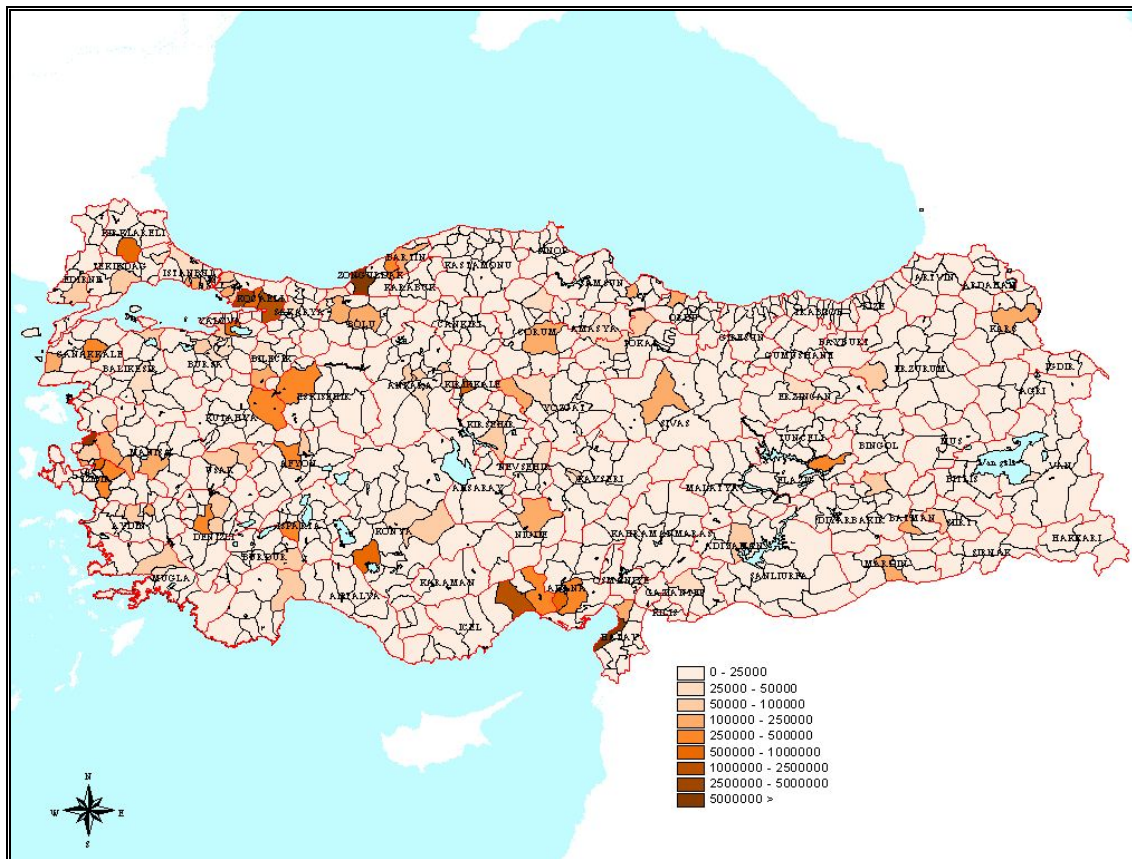 KIRKLARELI
TEKIRDAG
EDIRNE
ISTANBUL
KOCAELI
YALOVA
SAKARYA
ZONGULDAK
BARTIN
KARABUK
KASTAMONU
SINOP
SAMSUN
ARTVIN
ARDAHAN
RIZE
TRABZON
ORDU
GIRESUN
KARS
BOLU
CANKIRI
CORUM
AMASYA
TOKAT
GUMUSHANE
BAYBURT
ERZURUM
IGDIR
AGRI
CANAKKALE
BALIKESIR
BURSA
BILECIK
ESKISEHIR
ANKARA
KIRIKKALE
YOZGAT
SIVAS
ERZINCAN
KUTAHYA
KIRSEHIR
TUNCELI
BINGOL
MUS
Van gölü
VAN
MANISA
USAK
AFYON
NEVSEHIR
KAYSERI
AKSARAY
MALATYA
ELAZIG
BITLIS
IZMIR
AYDIN
DENIZLI
ISPARTA
BURDUR
KONYA
NIGDE
KAHRAMANMARAS
ADIYAMAN
DIYARBAKIR
BATMAN
SIIRT
HAKKARI
SIRNAK
MUGLA
ANTALYA
KARAMAN
ICEL
ADANA
OSMANIYE
GAZIANTEP
KILIS
SANLIURFA
MARDIN
HATAY
0 - 25000
25000 - 50000
50000 - 100000
100000 - 250000
250000 - 500000
500000 - 1000000
1000000 - 2500000
2500000 - 5000000
5000000 >
N
W E
S